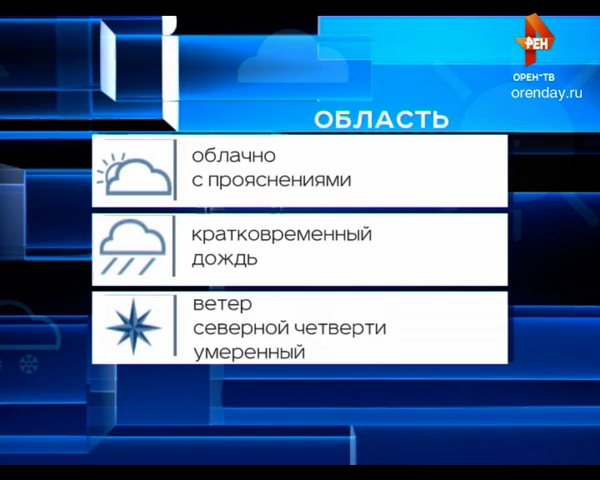 РЕН
ОРЕН-ТВ
orenday.ru
ОБЛАСТЬ
облачно
с прояснениями
кратковременный
дождь
ветер
северной четверти
умеренный